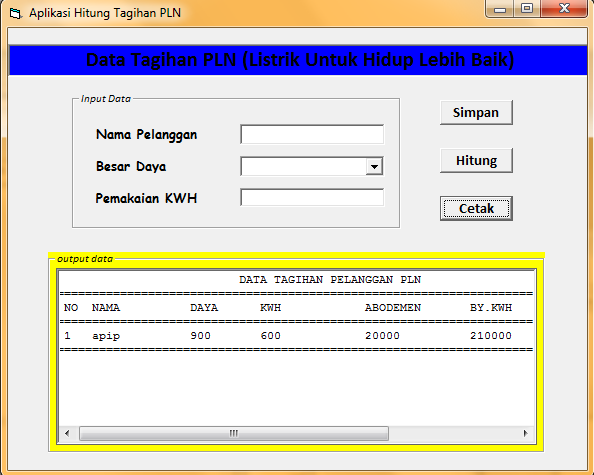 Aplikasi Hitung Tagihan PLN
Data Tagihan PLN (Listrik Untuk Hidup Lebih Baik)
Input Data
Nama Pelanggan
Besar Daya
Pemakaian KWH
Simpan
Hitung
Cetak
output data
DATA TAGIHAN PELANGGAN PLN
NO NAMA DAYA KWH ABODEMEN BY.KWH
1 apip 900 600 20000 210000